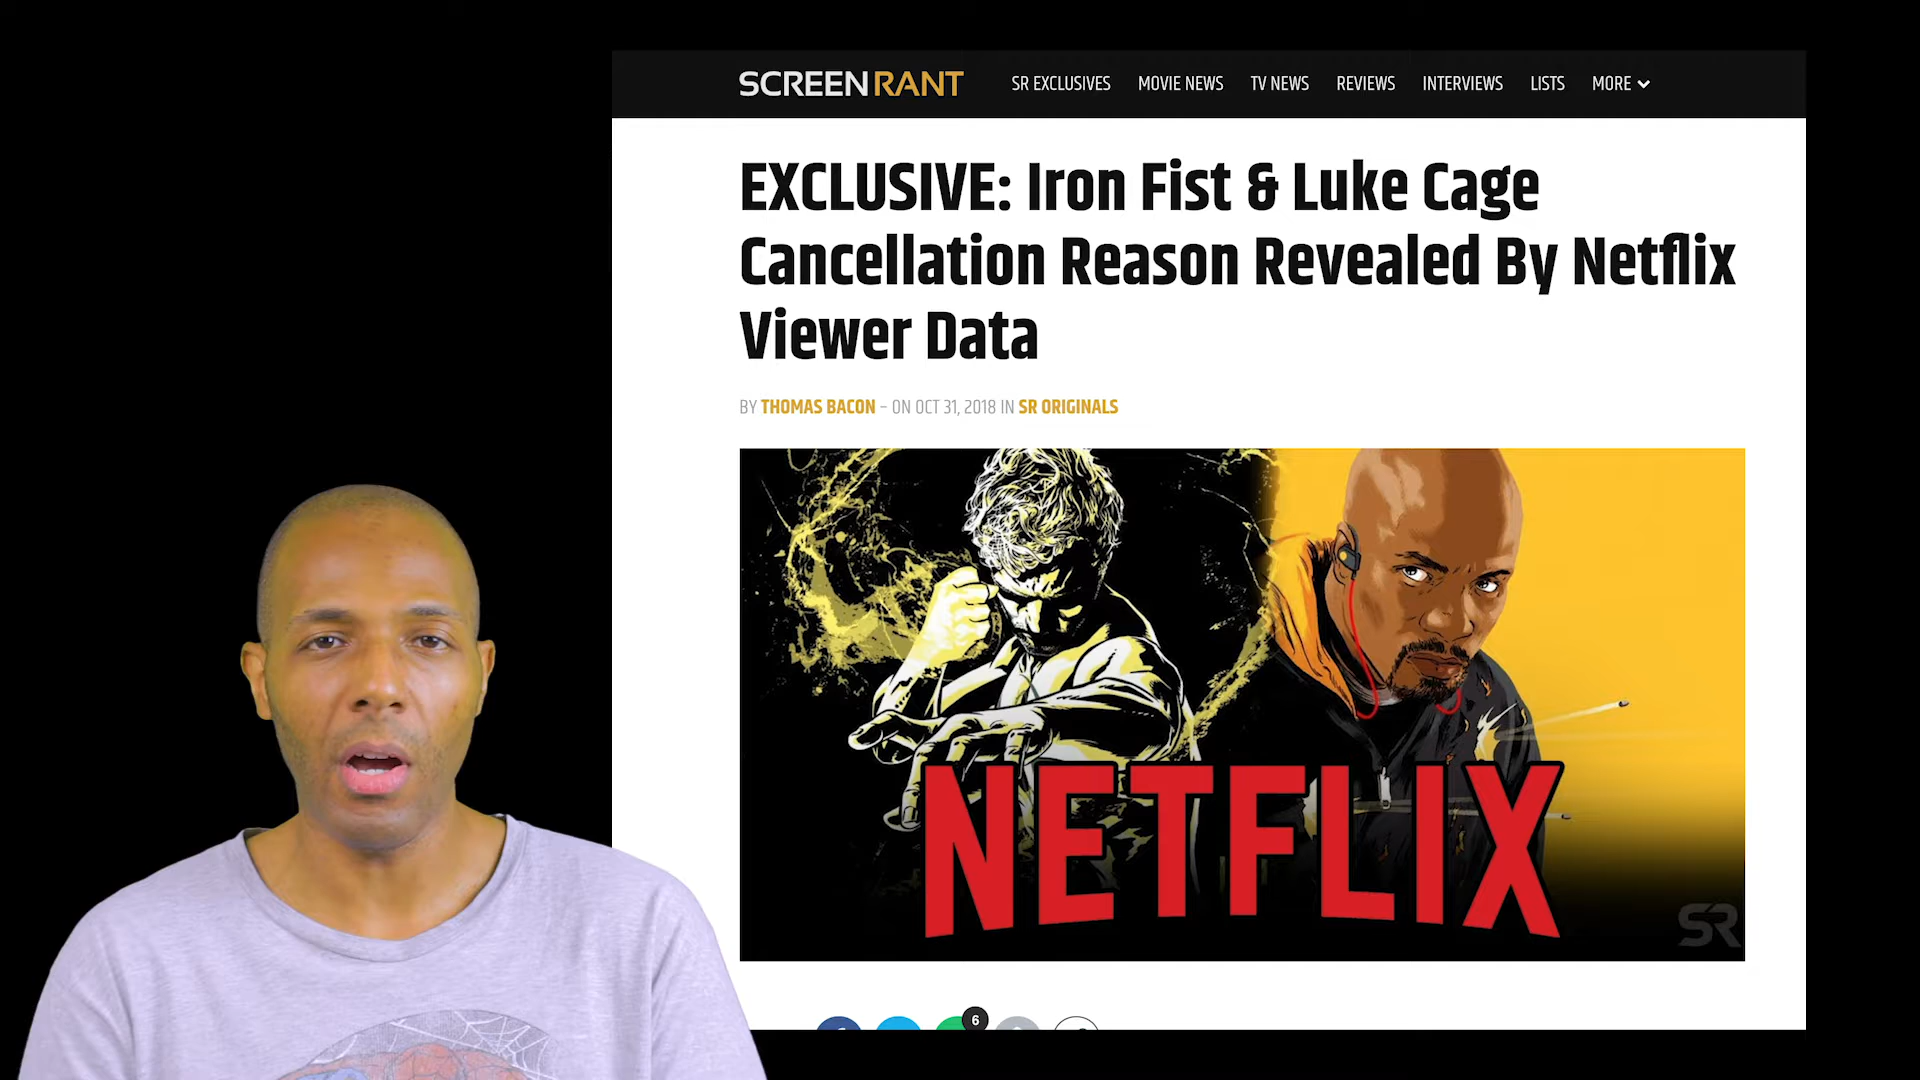 SCREENRANT SR EXCLUSIVES MOVIE NEWS TV NEWS REVIEWS INTERVIEWS LISTS MORE
EXCLUSIVE: Iron Fist & Luke Cage
Cancellation Reason Revealed By Netflix
Viewer Data
BY THOMAS BACON – ON OCT 31, 2018 IN SR ORIGINALS
NETFLIX
SR
6